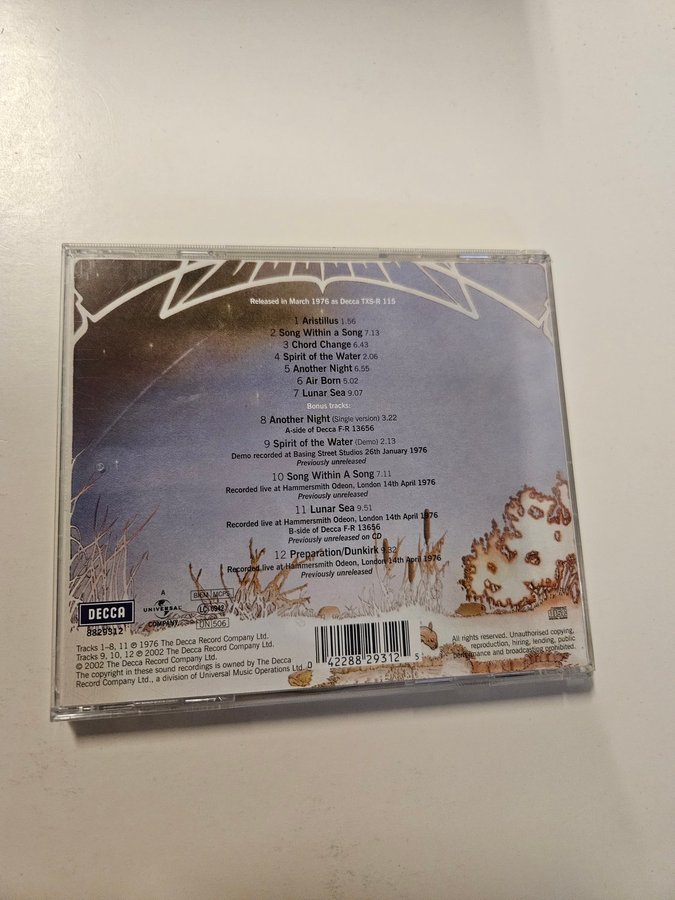 Released in March 1976 as Decca TXS-R 115
1 Aristillus 1.56
2 Song Within a Song 7.13
3 Chord Change 6.43
4 Spirit of the Water 2.06
5 Another Night 6.55
6 Air Born 5.02
7 Lunar Sea 9.07
Bonus tracks:
8 Another Night (Single version) 3.22
A-side of Decca F-R 13656
9 Spirit of the Water (Demo) 2.13
Demo recorded at Basing Street Studios 26th January 1976
Previously unreleased
10 Song Within A Song 7.11
Recorded live at Hammersmith Odeon, London 14th April 1976
Previously unreleased
11 Lunar Sea 9.51
Recorded live at Hammersmith Odeon, London 14th April 1976
B-side of Decca F-R 13656
Previously unreleased on CD
12 Preparation/Dunkirk 9.32
Recorded live at Hammersmith Odeon, London 14th April 1976
Previously unreleased
DECCA
8829312
A
UNIVERSAL
COMPANY
BIEM MCPS
LC 0942
DN 506
Tracks 1–8, 11 ℗ 1976 The Decca Record Company Ltd.
Tracks 9, 10, 12 ℗ 2002 The Decca Record Company Ltd.
© 2002 The Decca Record Company Ltd.
The copyright in these sound recordings is owned by The Decca
Record Company Ltd., a division of Universal Music Operations Ltd.
0 42288 29312 5
All rights reserved. Unauthorised copying,
reproduction, hiring, lending, public
performance and broadcasting prohibited.